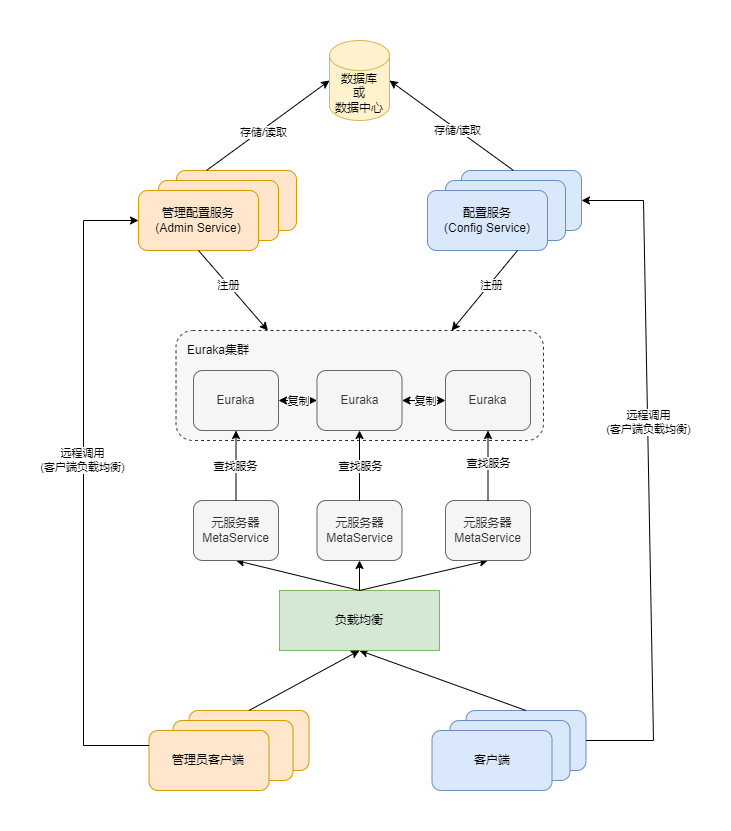 数据库
或
数据中心
存储/读取
存储/读取
管理配置服务
(Admin Service)
配置服务
(Config Service)
注册
注册
Euraka集群
Euraka
复制
Euraka
复制
Euraka
远程调用
(客户端负载均衡)
远程调用
(客户端负载均衡)
查找服务
查找服务
查找服务
元服务器
MetaService
元服务器
MetaService
元服务器
MetaService
负载均衡
管理员客户端
客户端